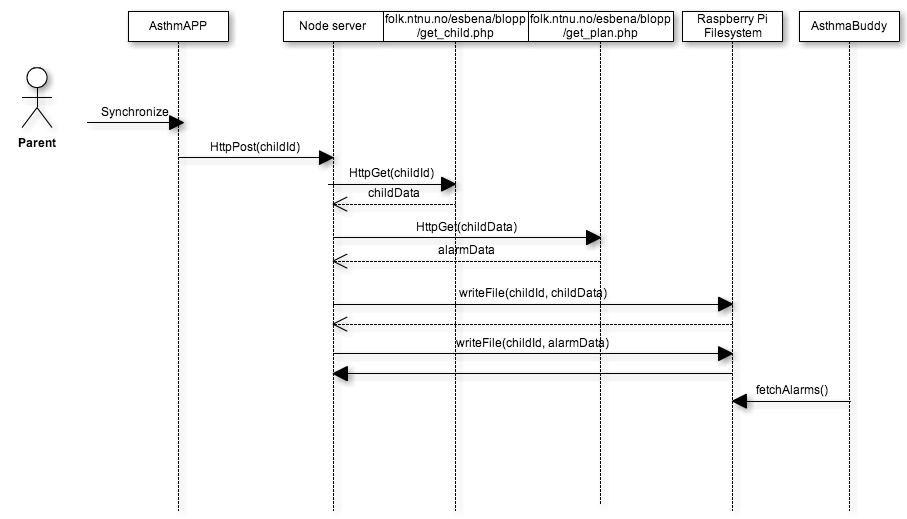 AsthmAPP
Node server
folk.ntnu.no/esbena/blopp
/get_child.php
folk.ntnu.no/esbena/blopp
/get_plan.php
Raspberry Pi
Filesystem
AsthmaBuddy
Parent
Synchronize
HttpPost(childId)
HttpGet(childId)
childData
HttpGet(childData)
alarmData
writeFile(childId, childData)
writeFile(childId, alarmData)
fetchAlarms()